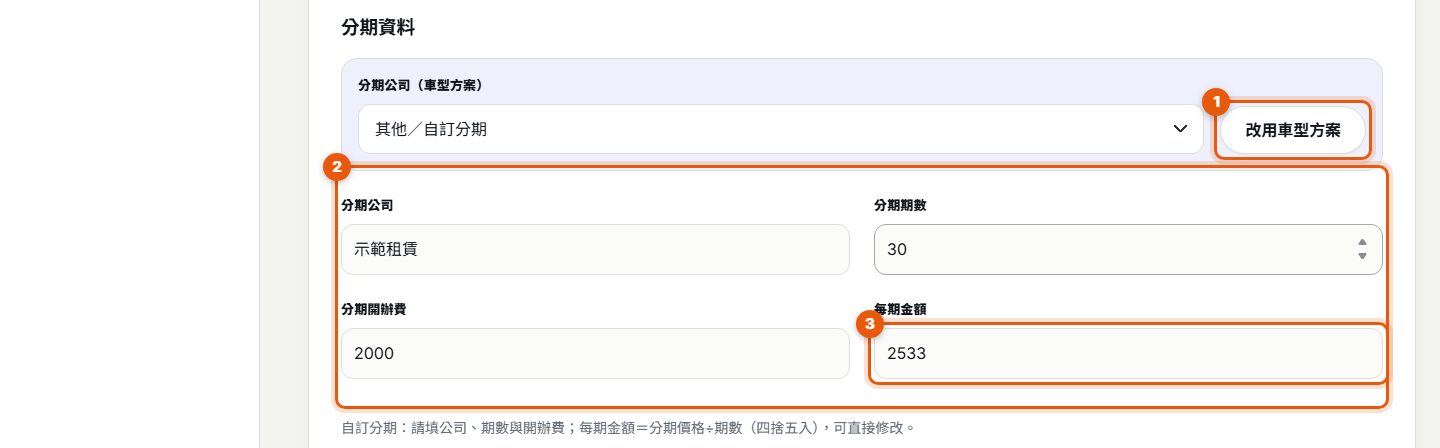 分期資料
分期公司（車型方案）
其他／自訂分期
1
改用車型方案
2
分期公司
分期期數
示範租賃
30
分期開辦費
每期金額
3
2000
2533
自訂分期：請填公司、期數與開辦費；每期金額＝分期價格÷期數（四捨五入），可直接修改。